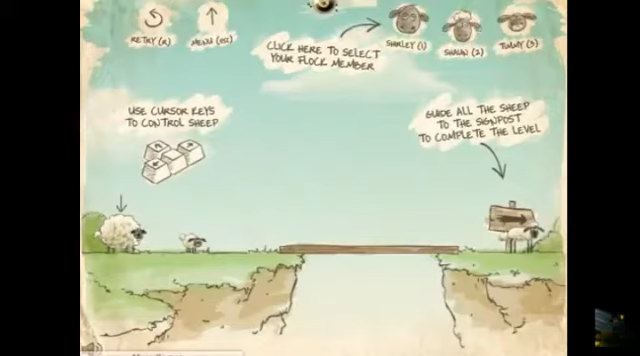 RETRY (R)
MENU (ESC)
CLICK HERE TO SELECT
YOUR FLOCK MEMBER
SHIRLEY (1)
SHAUN (2)
TIMMY (3)
USE CURSOR KEYS
TO CONTROL SHEEP
GUIDE ALL THE SHEEP
TO THE SIGNPOST
TO COMPLETE THE LEVEL